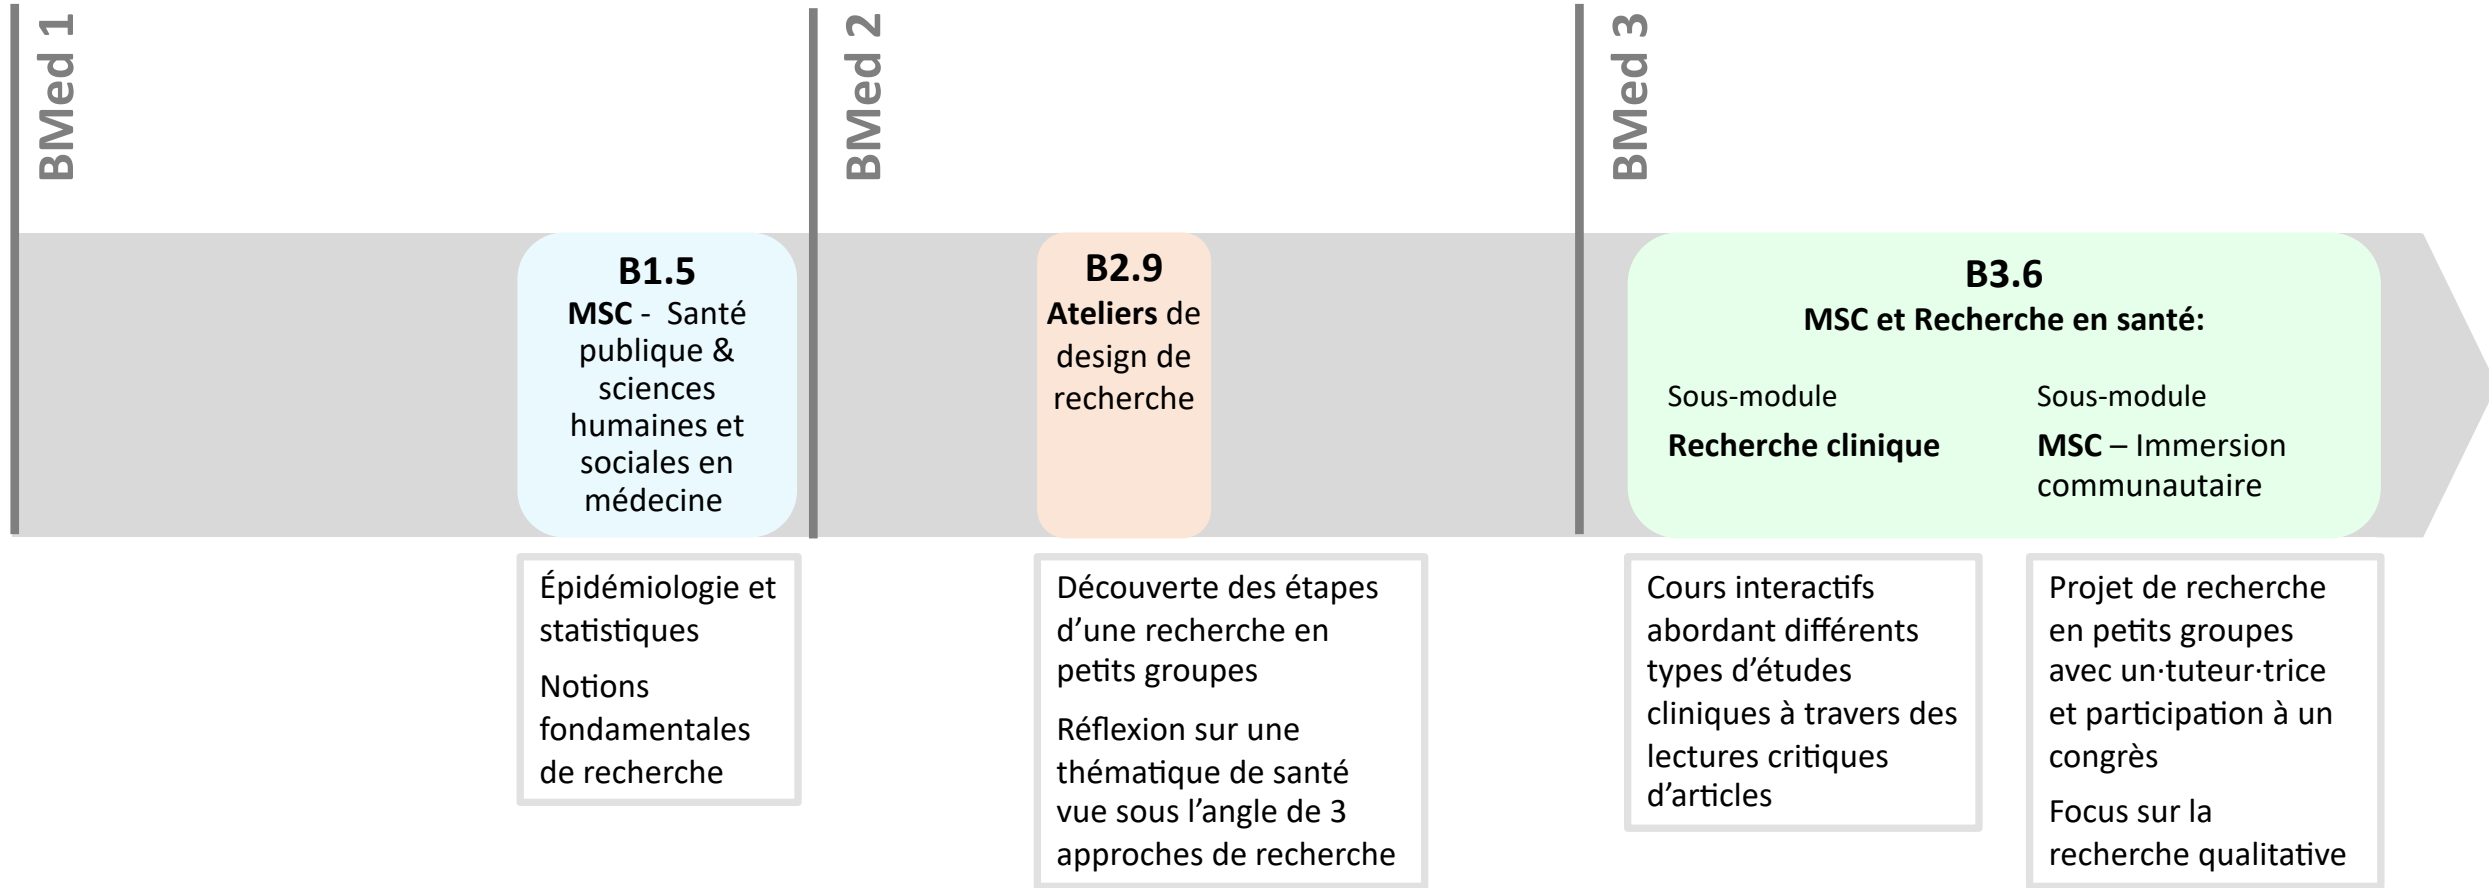 BMed 1
BMed 2
BMed 3
B1.5
MSC - Santé
publique &
sciences
humaines et
sociales en
médecine
B2.9
Ateliers de
design de
recherche
B3.6
MSC et Recherche en santé:
Sous-module
Recherche clinique
Sous-module
MSC – Immersion
communautaire
Épidémiologie et
statistiques
Notions
fondamentales
de recherche
Découverte des étapes
d’une recherche en
petits groupes
Réflexion sur une
thématique de santé
vue sous l’angle de 3
approches de recherche
Cours interactifs
abordant différents
types d’études
cliniques à travers des
lectures critiques
d’articles
Projet de recherche
en petits groupes
avec un·tuteur·trice
et participation à un
congrès
Focus sur la
recherche qualitative